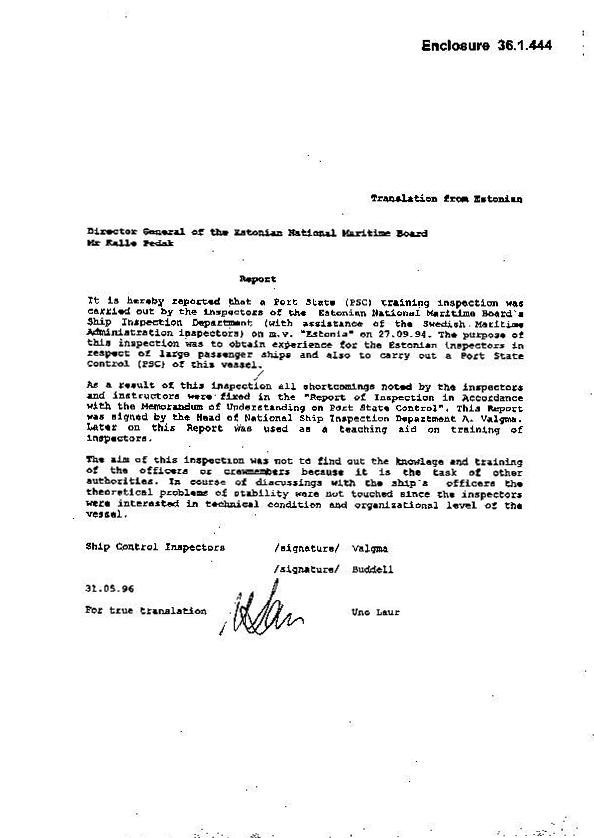 Enclosure 36.1.444
Translation from Estonian
Director General of the Estonian National Maritime Board
Mr Kalle Pedak
Report
It is hereby reported that a Port State (PSC) training inspection was
carried out by the inspectors of the Estonian National Maritime Board's
Ship Inspection Department (with assistance of the Swedish Maritime
Administration inspectors) on m.v. "Estonia" on 27.09.94. The purpose of
this inspection was to obtain experience for the Estonian inspectors in
respect of large passenger ships and also to carry out a Port State
Control (PSC) of this vessel.
As a result of this inspection all shortcomings noted by the inspectors
and instructors were fixed in the "Report of Inspection in Accordance
with the Memorandum of Understanding on Port State Control". This Report
was signed by the Head of National Ship Inspection Department A. Valgma.
Later on this Report was used as a teaching aid on training of
inspectors.
The aim of this inspection was not to find out the knowlege and training
of the officers or crewmembers because it is the task of other
authorities. In course of discussings with the ship's officers the
theoretical problems of stability were not touched since the inspectors
were interested in technical condition and organizational level of the
vessel.
Ship Control Inspectors /signature/ Valgma
/signature/ Buddell
31.05.96
For true translation Uno Laur